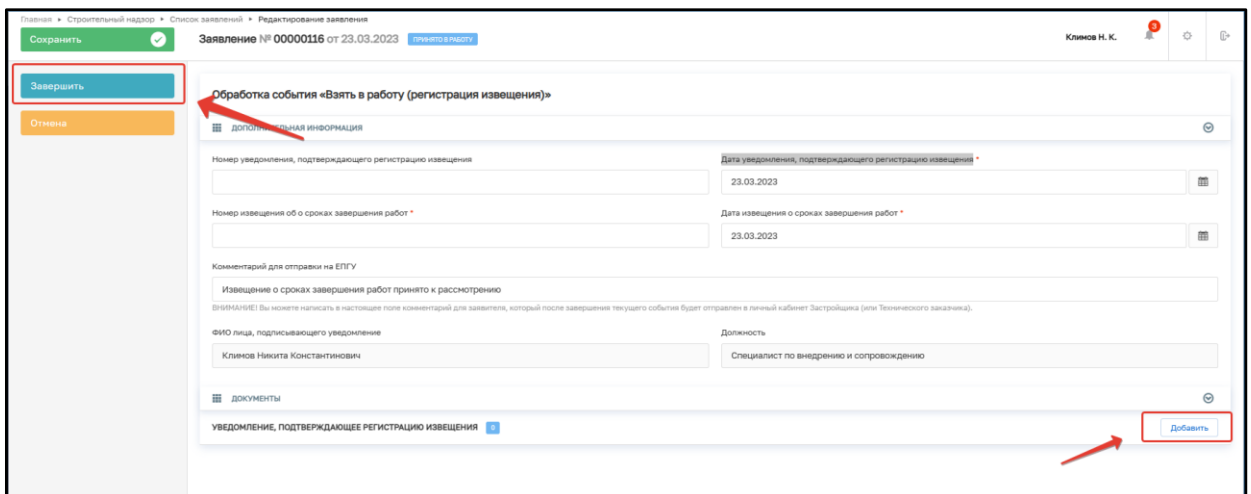 Главная ▸ Строительный надзор ▸ Список заявлений ▸ Редактирование заявления
Сохранить
Заявление № 00000116 от 23.03.2023 ПРИНЯТО В РАБОТУ
Климов Н. К.
3
Завершить
Отмена
Обработка события «Взять в работу (регистрация извещения)»
ДОПОЛНИТЕЛЬНАЯ ИНФОРМАЦИЯ
Номер уведомления, подтверждающего регистрацию извещения
Дата уведомления, подтверждающего регистрацию извещения *
23.03.2023
Номер извещения об о сроках завершения работ *
Дата извещения о сроках завершения работ *
23.03.2023
Комментарий для отправки на ЕПГУ
Извещение о сроках завершения работ принято к рассмотрению
ВНИМАНИЕ! Вы можете написать в настоящее поле комментарий для заявителя, который после завершения текущего события будет отправлен в личный кабинет Застройщика (или Технического заказчика).
ФИО лица, подписывающего уведомление
Должность
Климов Никита Константинович
Специалист по внедрению и сопровождению
ДОКУМЕНТЫ
УВЕДОМЛЕНИЕ, ПОДТВЕРЖДАЮЩЕЕ РЕГИСТРАЦИЮ ИЗВЕЩЕНИЯ 0
Добавить